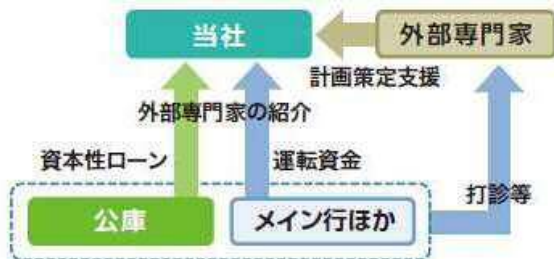 当社
外部専門家
計画策定支援
外部専門家の紹介
資本性ローン
運転資金
打診等
公庫
メイン行ほか